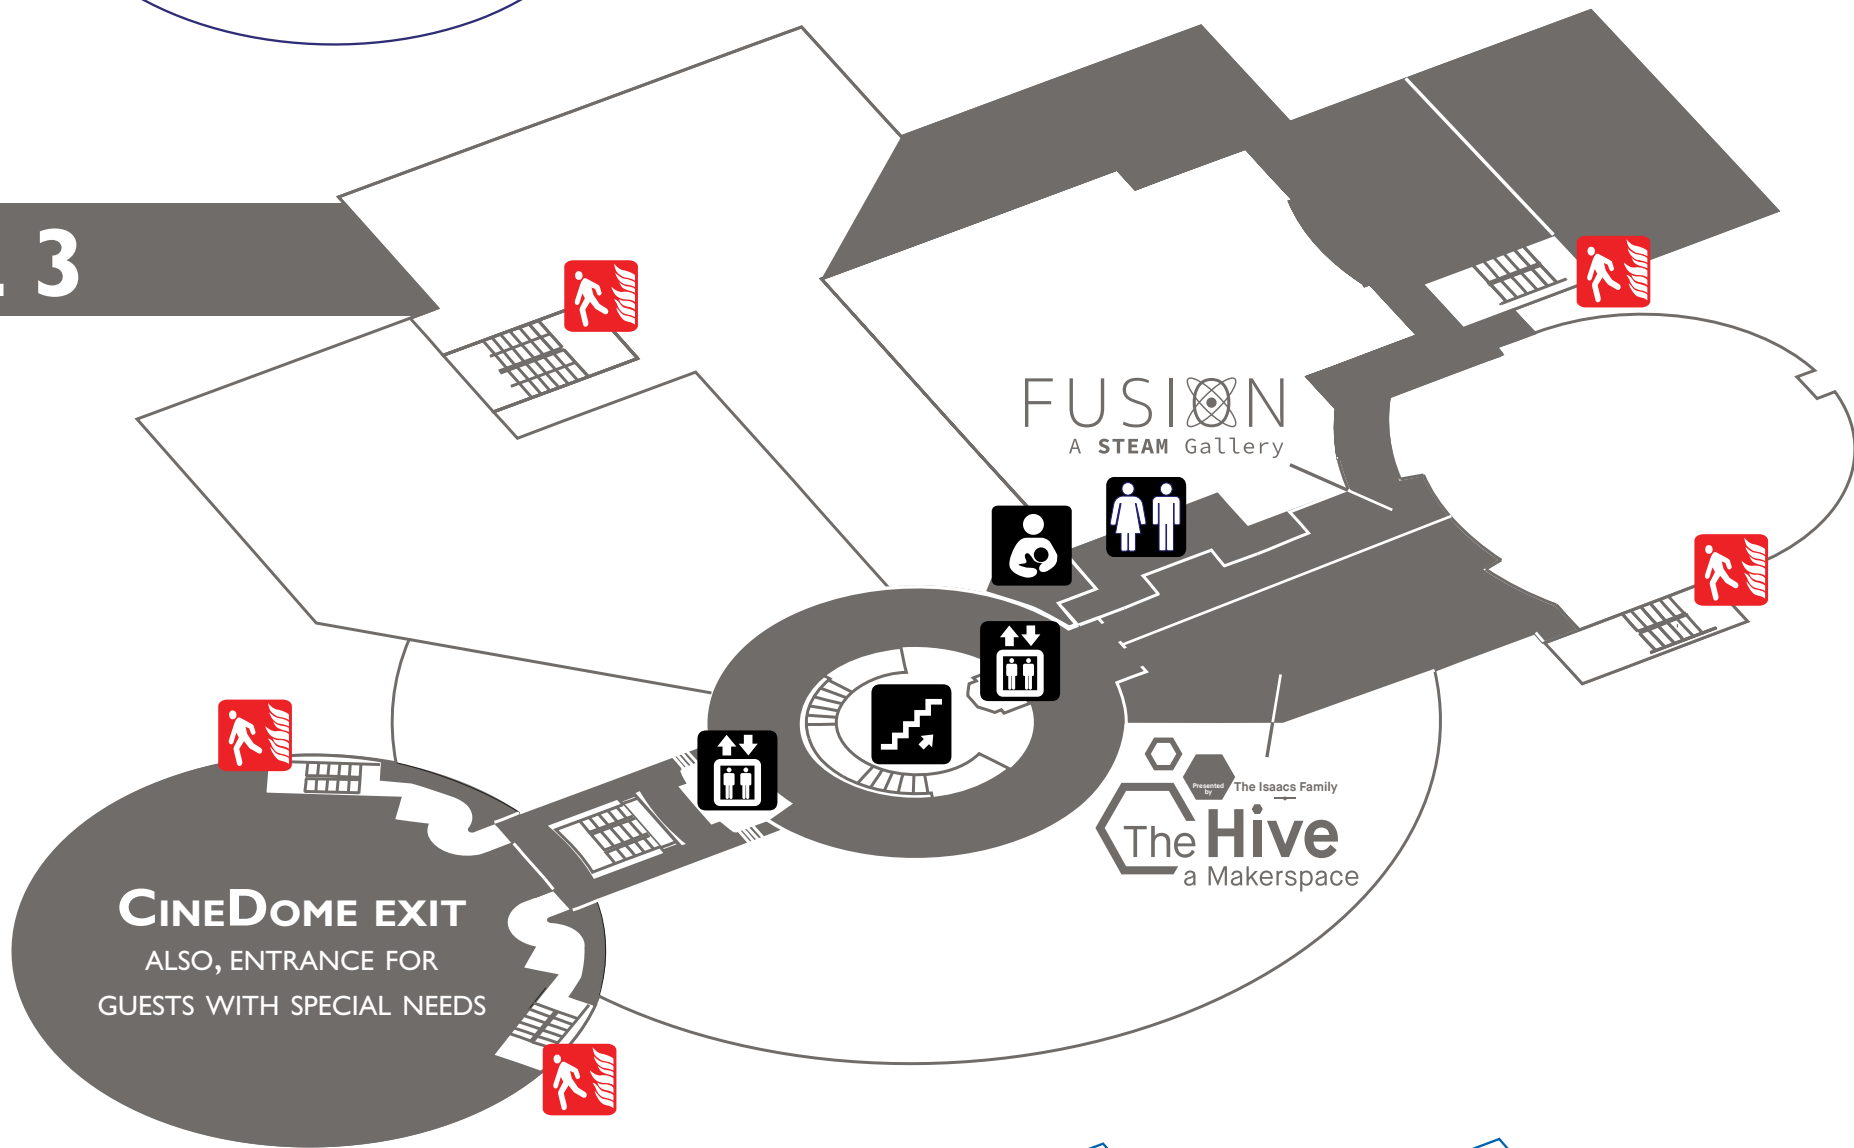 . 3
FUSION
A STEAM Gallery
Presented
by
The Isaacs Family
The Hive
a Makerspace
CINEDOME EXIT
ALSO, ENTRANCE FOR
GUESTS WITH SPECIAL NEEDS